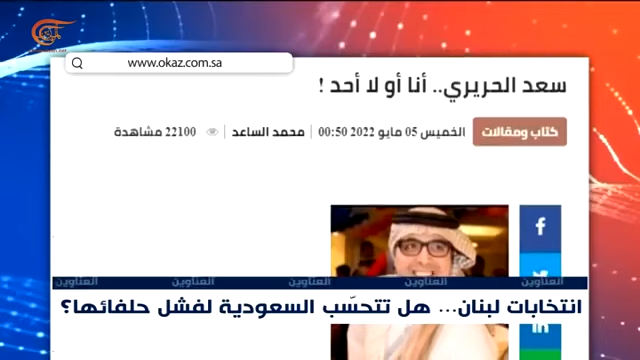 www.okaz.com.sa
سعد الحريري.. أنا أو لا أحد !
كتاب ومقالات
الخميس 05 مايو 2022 00:50 | محمد الساعد | 22100 مشاهدة
العناوين العناوين العناوين العناوين العناوين
انتخابات لبنان... هل تتحسّب السعودية لفشل حلفائها؟